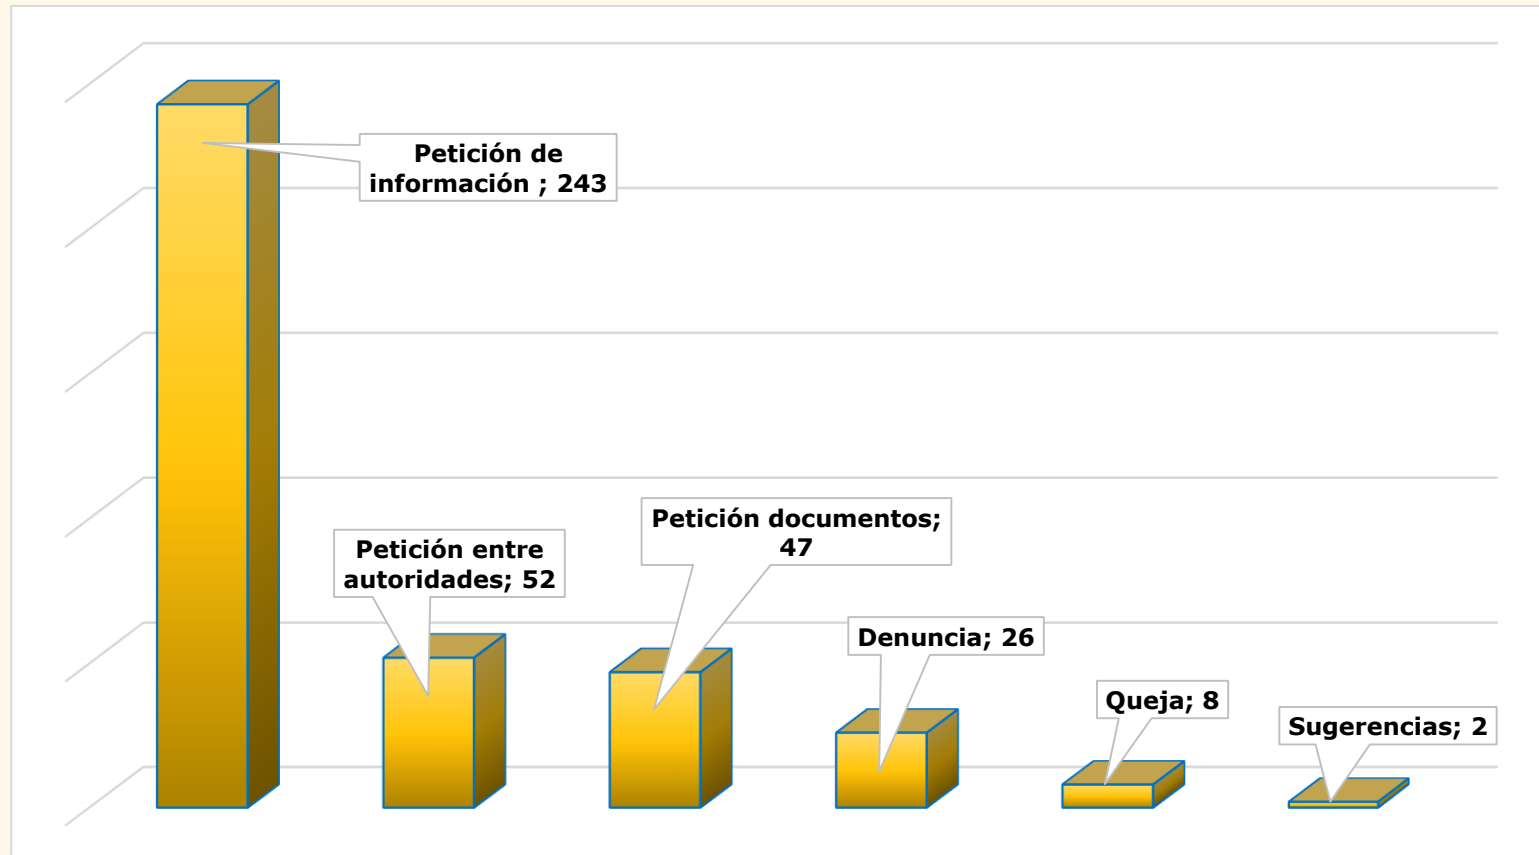 Petición de
información ; 243
Petición entre
autoridades; 52
Petición documentos;
47
Denuncia; 26
Queja; 8
Sugerencias; 2